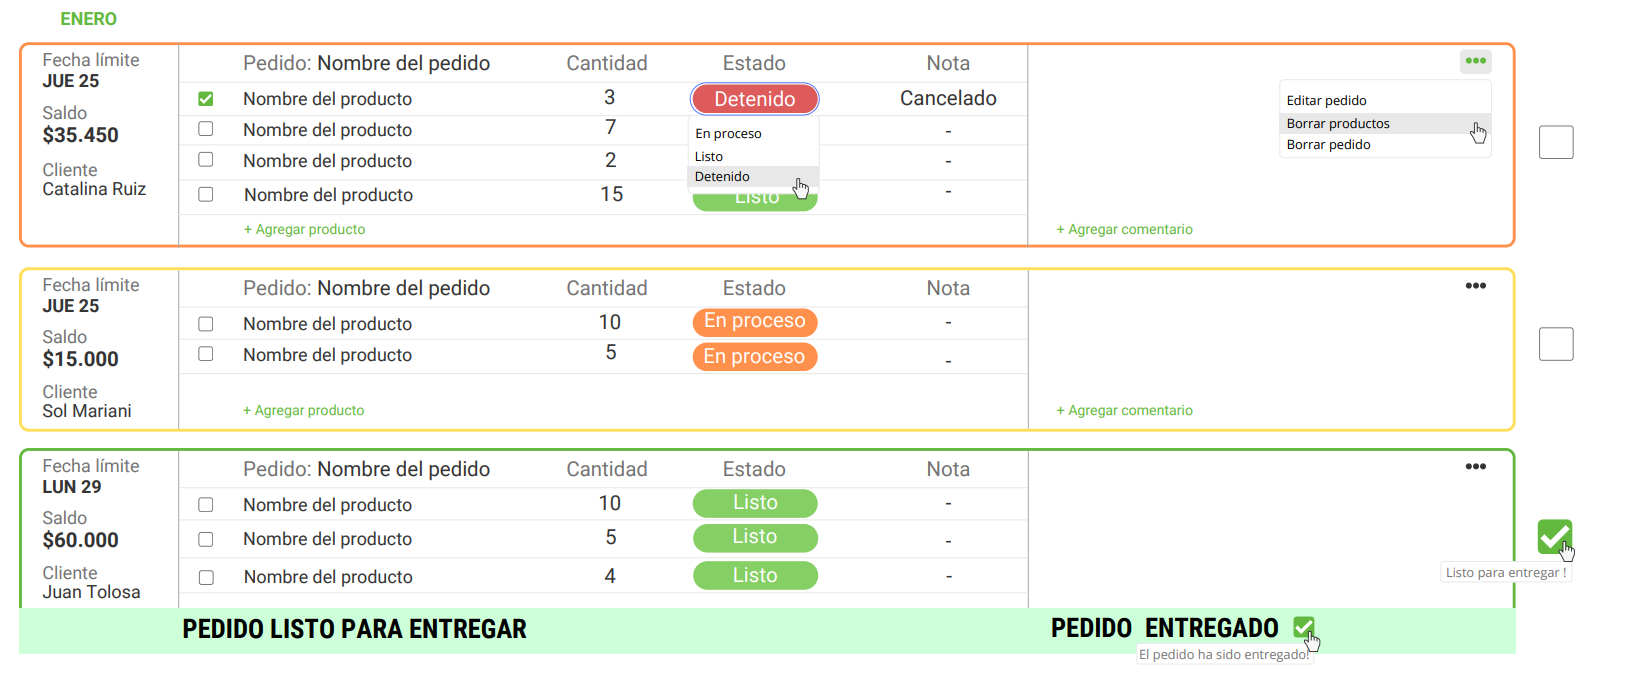 ENERO
Fecha límite
JUE 25
Saldo
$35.450
Cliente
Catalina Ruiz
Pedido: Nombre del pedido Cantidad Estado Nota
Nombre del producto 3 Detenido Cancelado
Nombre del producto 7 -
Nombre del producto 2 -
Nombre del producto 15 Listo -
En proceso
Listo
Detenido
+ Agregar producto
•••
Editar pedido
Borrar productos
Borrar pedido
+ Agregar comentario
Fecha límite
JUE 25
Saldo
$15.000
Cliente
Sol Mariani
Pedido: Nombre del pedido Cantidad Estado Nota
Nombre del producto 10 En proceso -
Nombre del producto 5 En proceso -
+ Agregar producto
•••
+ Agregar comentario
Fecha límite
LUN 29
Saldo
$60.000
Cliente
Juan Tolosa
Pedido: Nombre del pedido Cantidad Estado Nota
Nombre del producto 10 Listo -
Nombre del producto 5 Listo -
Nombre del producto 4 Listo -
•••
Listo para entregar !
PEDIDO LISTO PARA ENTREGAR
PEDIDO ENTREGADO
El pedido ha sido entregado!